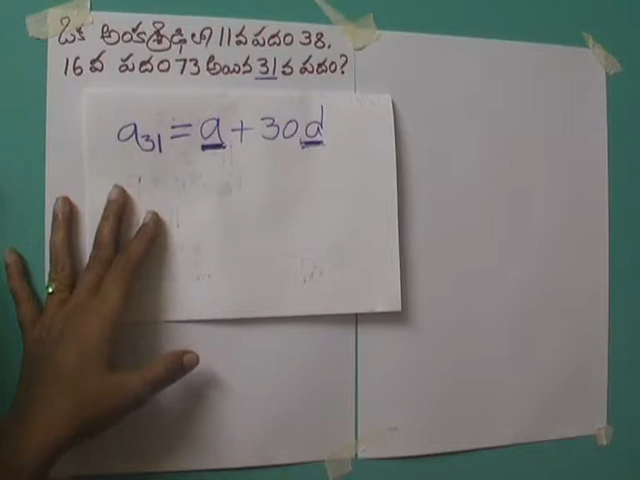 ఒక అంకశ్రేఢిలో 11వ పదం 38.
16వ పదం 73 అయిన 31వ పదం?
a31 = a + 30d